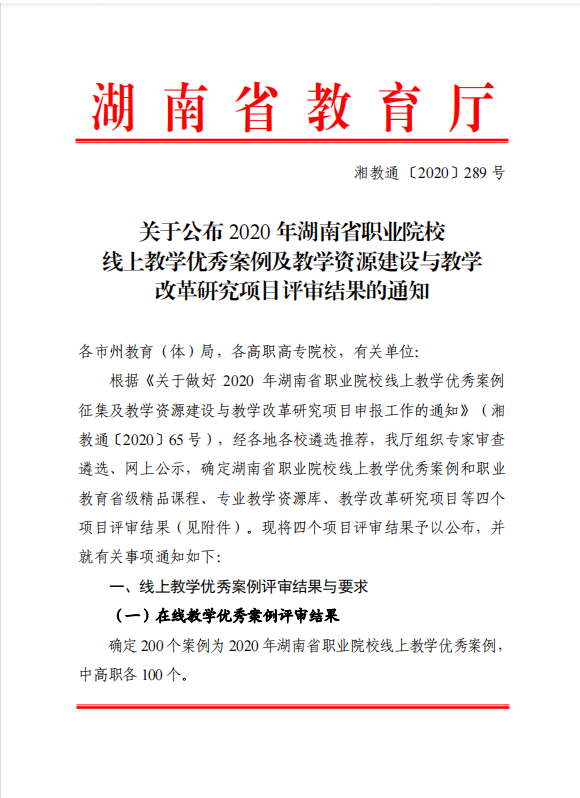 湖南省教育厅
湘教通〔2020〕289 号
关于公布 2020 年湖南省职业院校
线上教学优秀案例及教学资源建设与教学
改革研究项目评审结果的通知
各市州教育（体）局，各高职高专院校，有关单位：
根据《关于做好 2020 年湖南省职业院校线上教学优秀案例
征集及教学资源建设与教学改革研究项目申报工作的通知》（湘
教通〔2020〕65 号），经各地各校遴选推荐，我厅组织专家审查
遴选、网上公示，确定湖南省职业院校线上教学优秀案例和职业
教育省级精品课程、专业教学资源库、教学改革研究项目等四个
项目评审结果（见附件）。现将四个项目评审结果予以公布，并
就有关事项通知如下：
一、线上教学优秀案例评审结果与要求
（一）在线教学优秀案例评审结果
确定 200 个案例为 2020 年湖南省职业院校线上教学优秀案例，
中高职各 100 个。